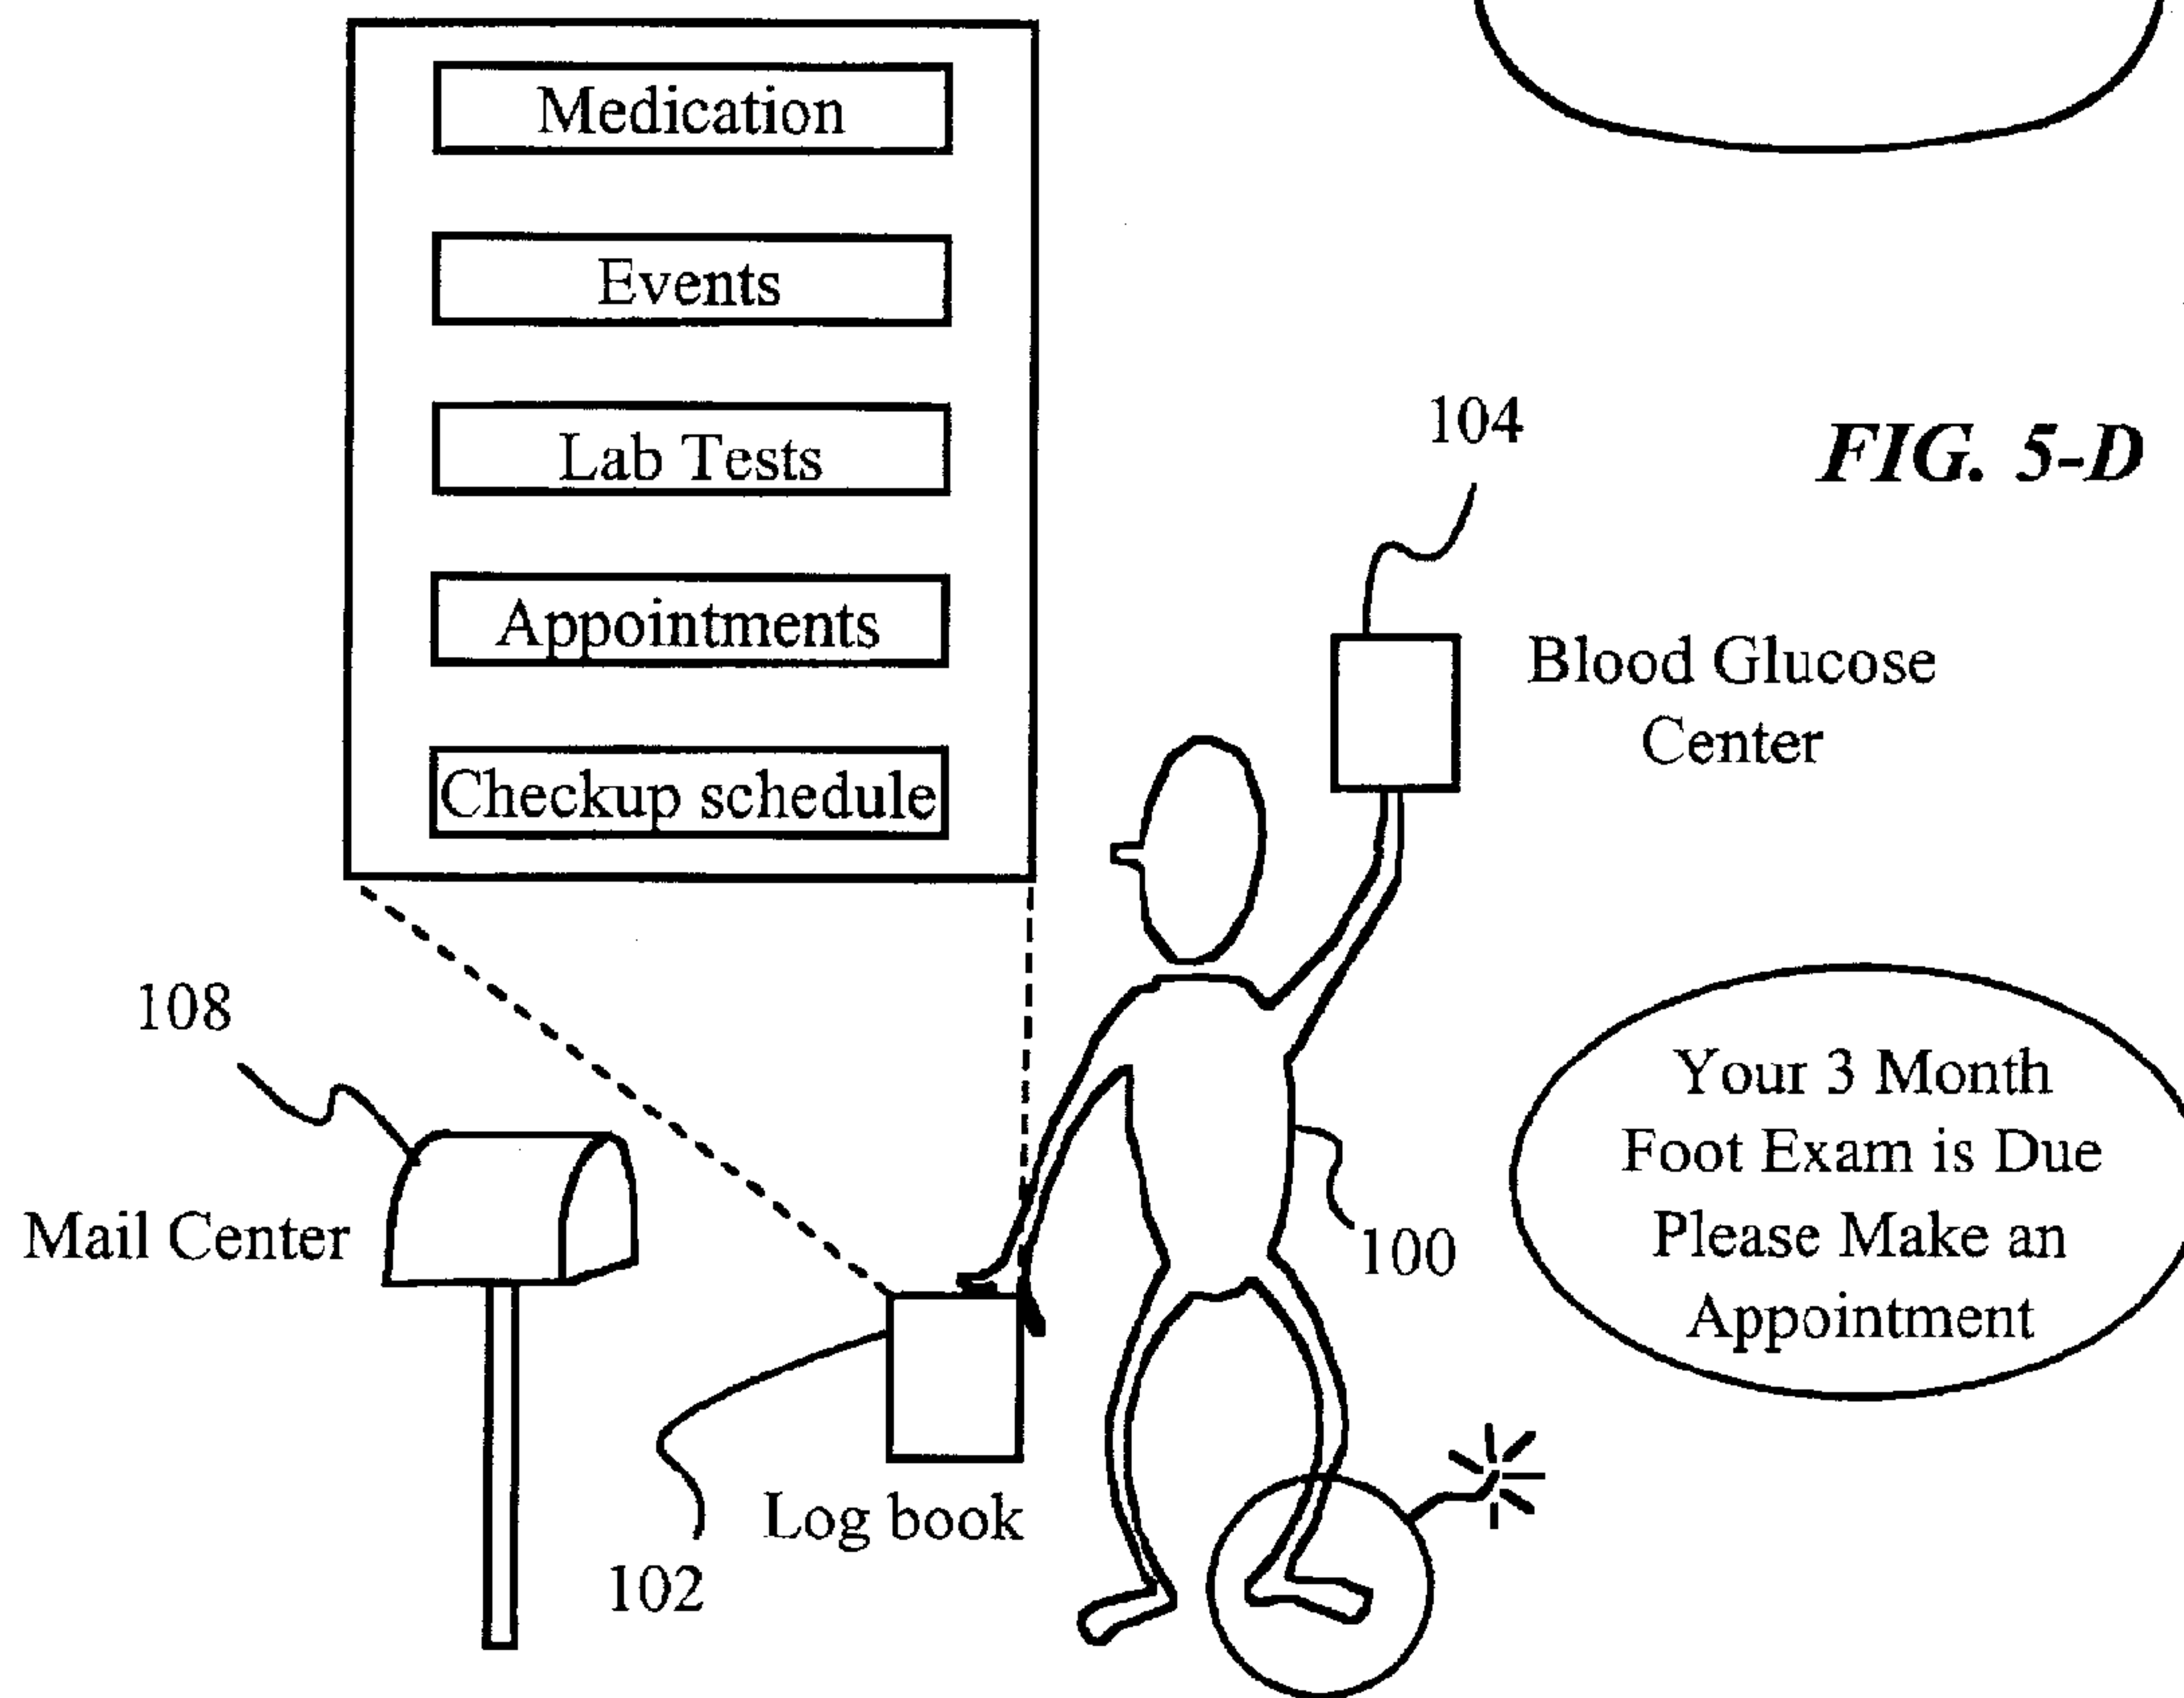 Medication
Events
Lab Tests
Appointments
Checkup schedule
104
FIG. 5-D
Blood Glucose
Center
108
Mail Center
100
Your 3 Month
Foot Exam is Due
Please Make an
Appointment
Log book
102